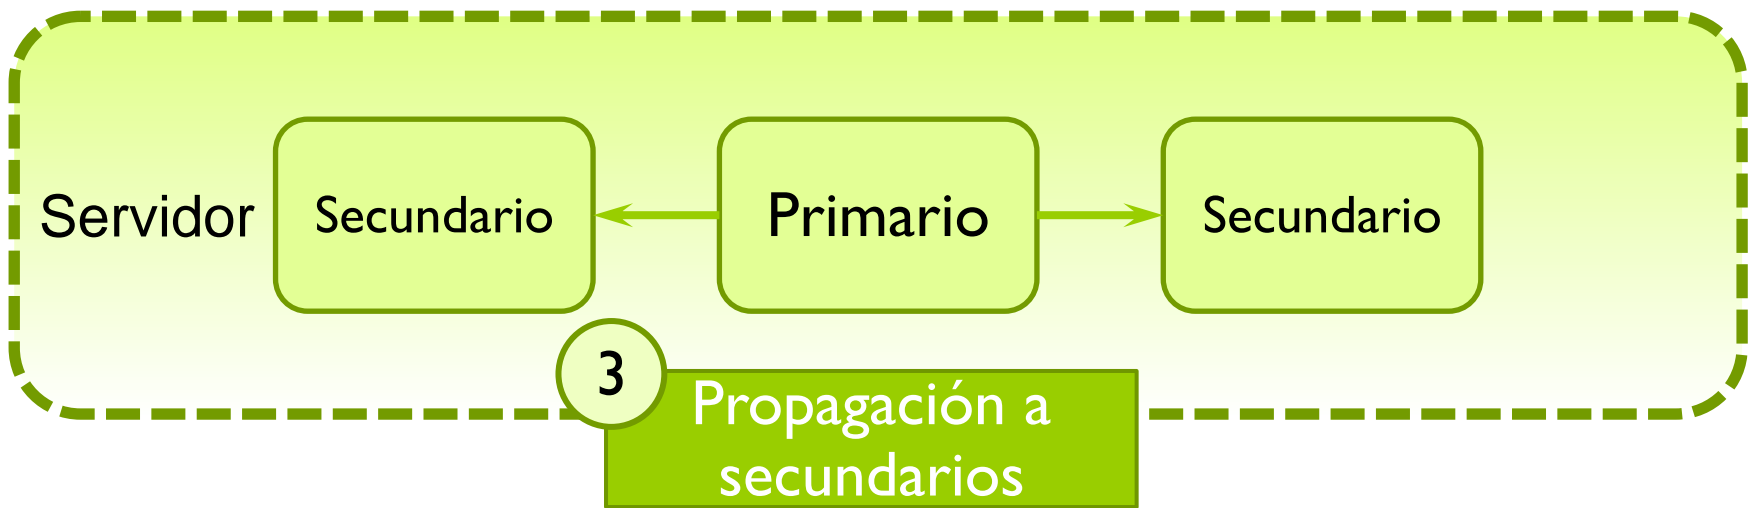 Servidor
Secundario
Primario
Secundario
3
Propagación a
secundarios